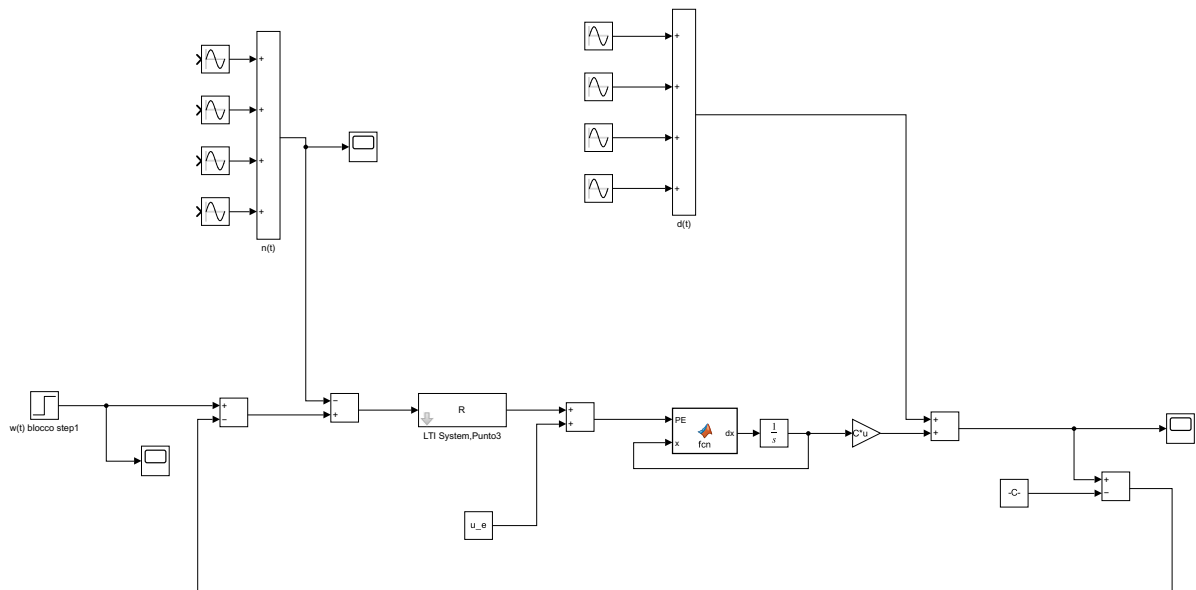 +
+
+
+
n(t)
+
+
+
+
d(t)
w(t) blocco step1
+
−
−
+
R
LTI System,Punto3
+
+
u_e
PE
x
fcn
dx
1
s
C*u
+
+
-C-
+
−